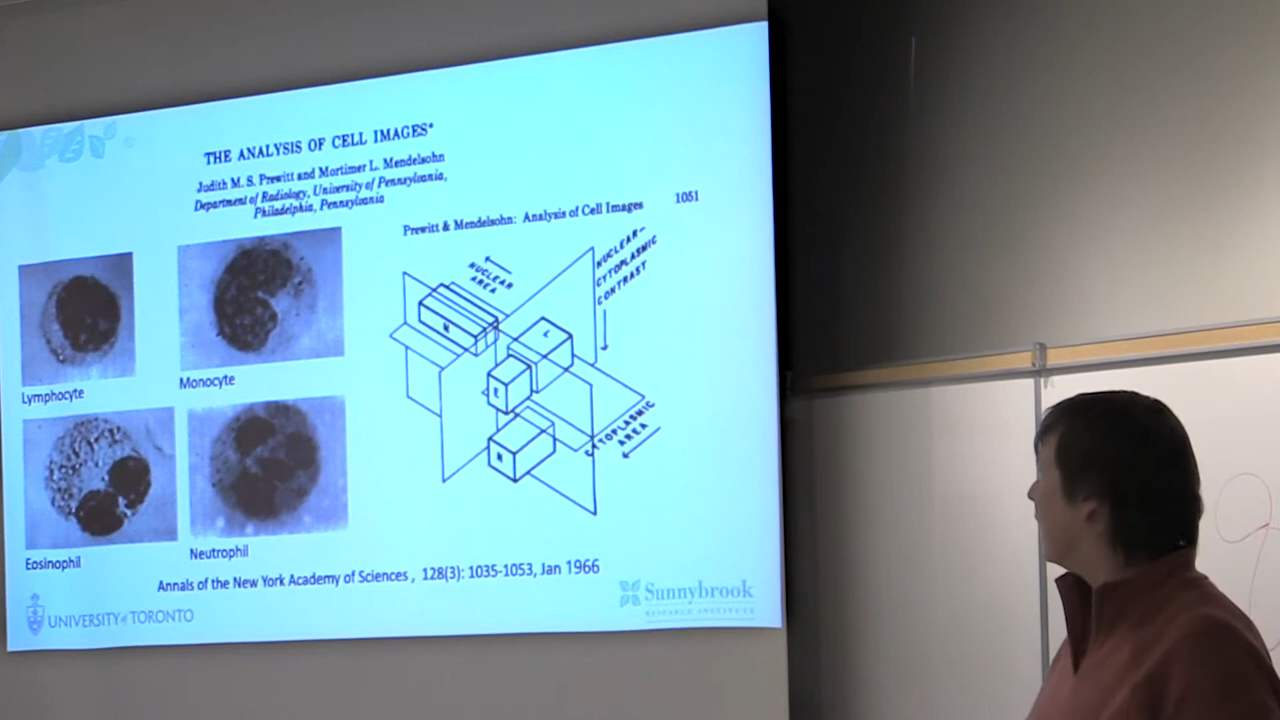 THE ANALYSIS OF CELL IMAGES*
Judith M. S. Prewitt and Mortimer L. Mendelsohn
Department of Radiology, University of Pennsylvania,
Philadelphia, Pennsylvania
Prewitt & Mendelsohn: Analysis of Cell Images 1051
NUCLEAR
AREA
NUCLEAR-
CYTOPLASMIC
CONTRAST
M
L
E
N
CYTOPLASMIC
AREA
Lymphocyte
Monocyte
Eosinophil
Neutrophil
Annals of the New York Academy of Sciences , 128(3): 1035-1053, Jan 1966
UNIVERSITY of TORONTO
Sunnybrook
RESEARCH INSTITUTE